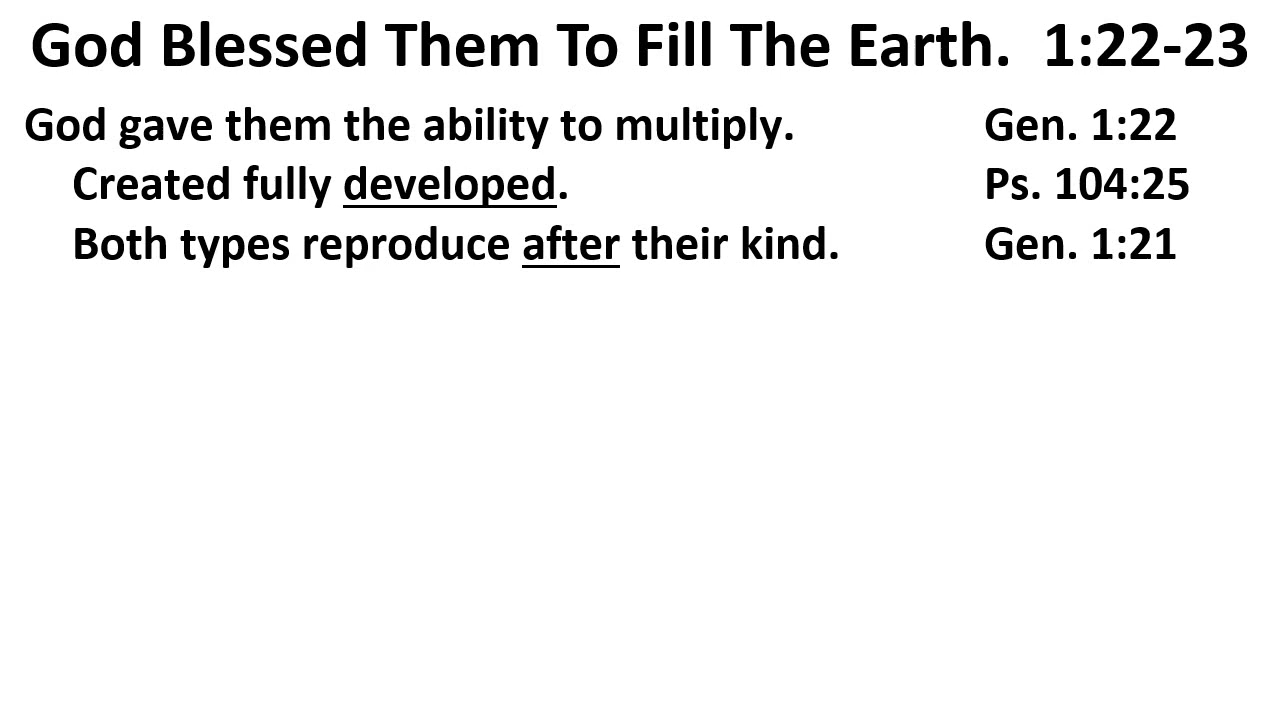 God Blessed Them To Fill The Earth.  1:22-23
God gave them the ability to multiply. Gen. 1:22
Created fully developed. Ps. 104:25
Both types reproduce after their kind. Gen. 1:21